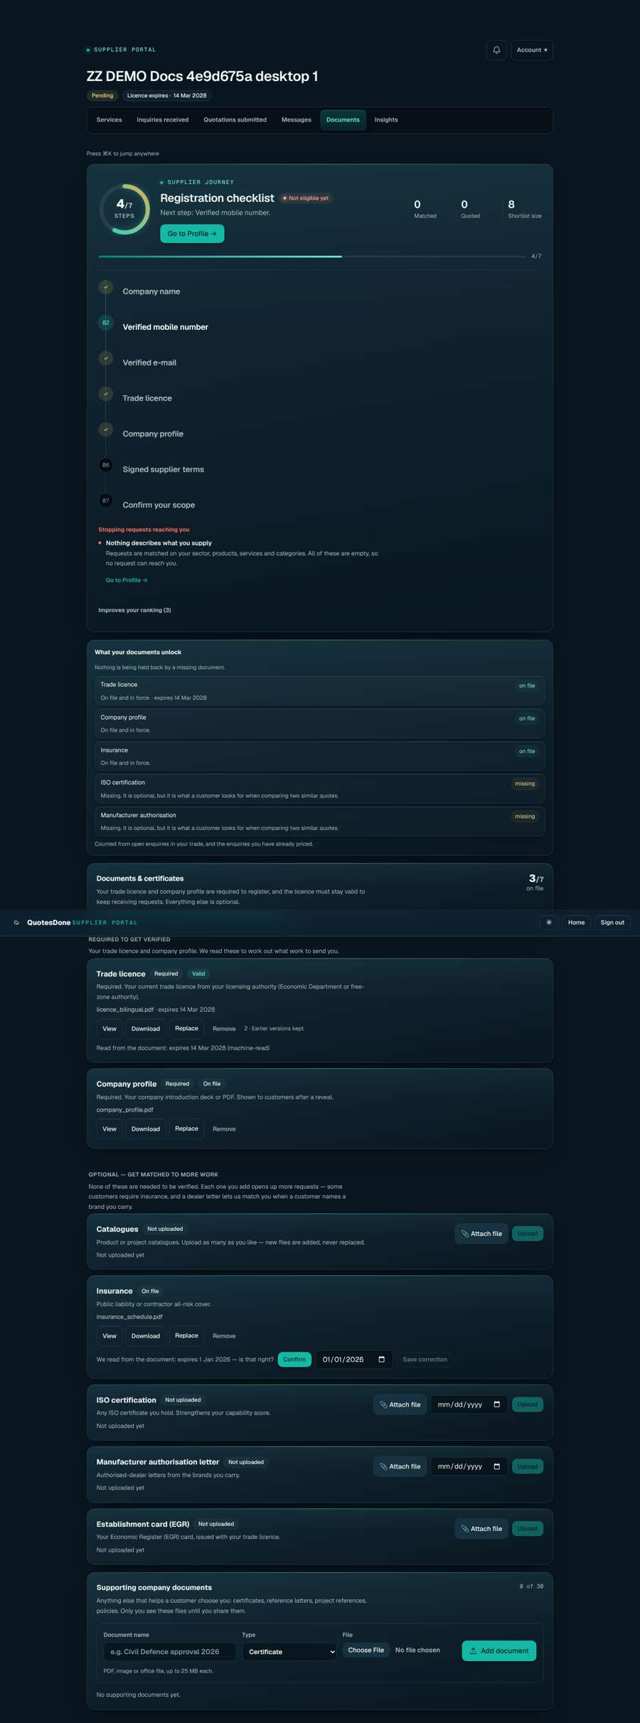 SUPPLIER PORTAL
Account
ZZ DEMO Docs 4e9d675a desktop 1
Pending
Licence expires · 14 Mar 2028
Services
Inquiries received
Quotations submitted
Messages
Documents
Insights
Press ⌘K to jump anywhere
4/7
STEPS
SUPPLIER JOURNEY
Registration checklist
Not eligible yet
Next step: Verified mobile number.
Go to Profile →
0
Matched
0
Quoted
8
Shortlist size
4/7
Company name
02
Verified mobile number
Verified e-mail
Trade licence
Company profile
06
Signed supplier terms
07
Confirm your scope
Stopping requests reaching you
Nothing describes what you supply
Requests are matched on your sector, products, services and categories. All of these are empty, so
no request can reach you.
Go to Profile →
Improves your ranking (3)
What your documents unlock
Nothing is being held back by a missing document.
Trade licence
on file
On file and in force · expires 14 Mar 2028
Company profile
on file
On file and in force.
Insurance
on file
On file and in force.
ISO certification
missing
Missing. It is optional, but it is what a customer looks for when comparing two similar quotes.
Manufacturer authorisation
missing
Missing. It is optional, but it is what a customer looks for when comparing two similar quotes.
Counted from open enquiries in your trade, and the enquiries you have already priced.
Documents & certificates
3/7
on file
Your trade licence and company profile are required to register, and the licence must stay valid to
keep receiving requests. Everything else is optional.
QuotesDone
SUPPLIER PORTAL
Home
Sign out
REQUIRED TO GET VERIFIED
Your trade licence and company profile. We read these to work out what work to send you.
Trade licence
Required
Valid
Required. Your current trade licence from your licensing authority (Economic Department or free-
zone authority).
licence_bilingual.pdf · expires 14 Mar 2028
View
Download
Replace
Remove
2 · Earlier versions kept
Read from the document: expires 14 Mar 2028 (machine-read)
Company profile
Required
On file
Required. Your company introduction deck or PDF. Shown to customers after a reveal.
company_profile.pdf
View
Download
Replace
Remove
OPTIONAL — GET MATCHED TO MORE WORK
None of these are needed to be verified. Each one you add opens up more requests — some
customers require insurance, and a dealer letter lets us match you when a customer names a
brand you carry.
Catalogues
Not uploaded
Product or project catalogues. Upload as many as you like — new files are added, never replaced.
Not uploaded yet
Attach file
Upload
Insurance
On file
Public liability or contractor all-risk cover.
insurance_schedule.pdf
View
Download
Replace
Remove
We read from the document: expires 1 Jan 2026 — is that right?
Confirm
01/01/2026
Save correction
ISO certification
Not uploaded
Any ISO certificate you hold. Strengthens your capability score.
Not uploaded yet
Attach file
mm/dd/yyyy
Upload
Manufacturer authorisation letter
Not uploaded
Authorised-dealer letters from the brands you carry.
Not uploaded yet
Attach file
mm/dd/yyyy
Upload
Establishment card (EGR)
Not uploaded
Your Economic Register (EGR) card, issued with your trade licence.
Not uploaded yet
Attach file
Upload
Supporting company documents
0 of 30
Anything else that helps a customer choose you: certificates, reference letters, project references,
policies. Only you see these files until you share them.
Document name
Type
File
e.g. Civil Defence approval 2026
Certificate
Choose File
No file chosen
Add document
PDF, image or office file, up to 25 MB each.
No supporting documents yet.